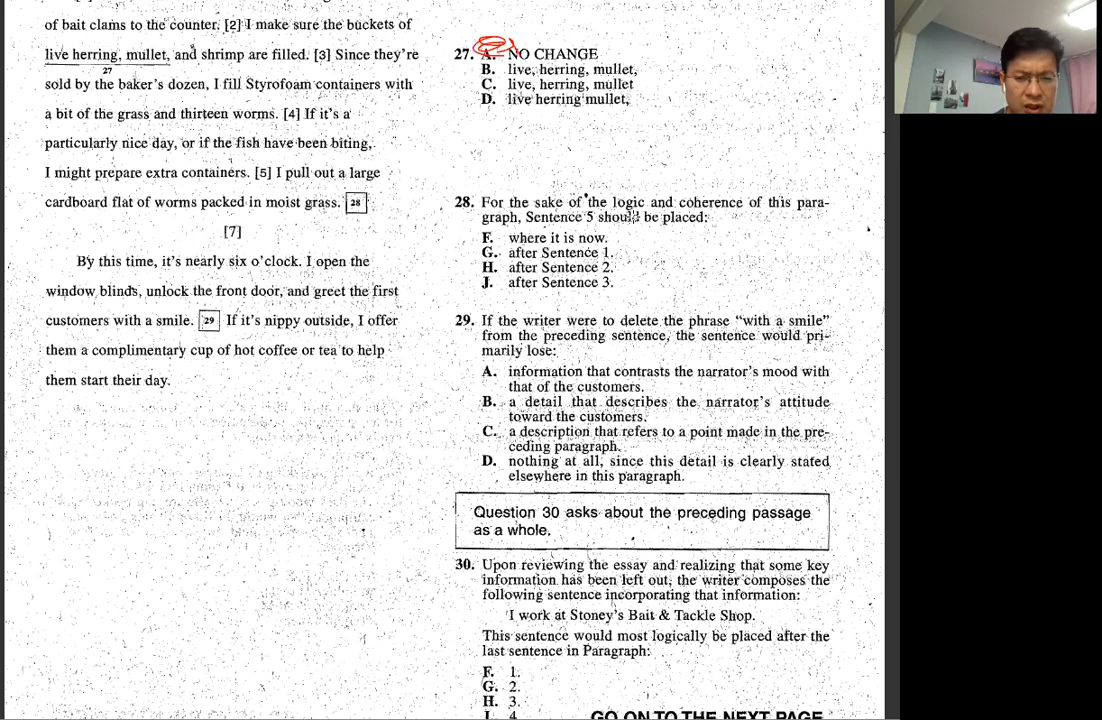 of bait clams to the counter. [2] I make sure the buckets of
live herring, mullet, and shrimp are filled. [3] Since they're
27
sold by the baker's dozen, I fill Styrofoam containers with
a bit of the grass and thirteen worms. [4] If it's a
particularly nice day, or if the fish have been biting,
I might prepare extra containers. [5] I pull out a large
cardboard flat of worms packed in moist grass. 28
[7]
By this time, it's nearly six o'clock. I open the
window blinds, unlock the front door, and greet the first
customers with a smile. 29 If it's nippy outside, I offer
them a complimentary cup of hot coffee or tea to help
them start their day.
27. A. NO CHANGE
B. live, herring, mullet,
C. live, herring, mullet
D. live herring mullet,
28. For the sake of the logic and coherence of this para-
graph, Sentence 5 should be placed:
F. where it is now.
G. after Sentence 1.
H. after Sentence 2.
J. after Sentence 3.
29. If the writer were to delete the phrase "with a smile"
from the preceding sentence, the sentence would pri-
marily lose:
A. information that contrasts the narrator's mood with
that of the customers.
B. a detail that describes the narrator's attitude
toward the customers.
C. a description that refers to a point made in the pre-
ceding paragraph.
D. nothing at all, since this detail is clearly stated
elsewhere in this paragraph.
Question 30 asks about the preceding passage
as a whole.
30. Upon reviewing the essay and realizing that some key
information has been left out, the writer composes the
following sentence incorporating that information:
I work at Stoney's Bait & Tackle Shop.
This sentence would most logically be placed after the
last sentence in Paragraph:
F. 1.
G. 2.
H. 3.
J. 4
GO ON TO THE NEXT PAGE